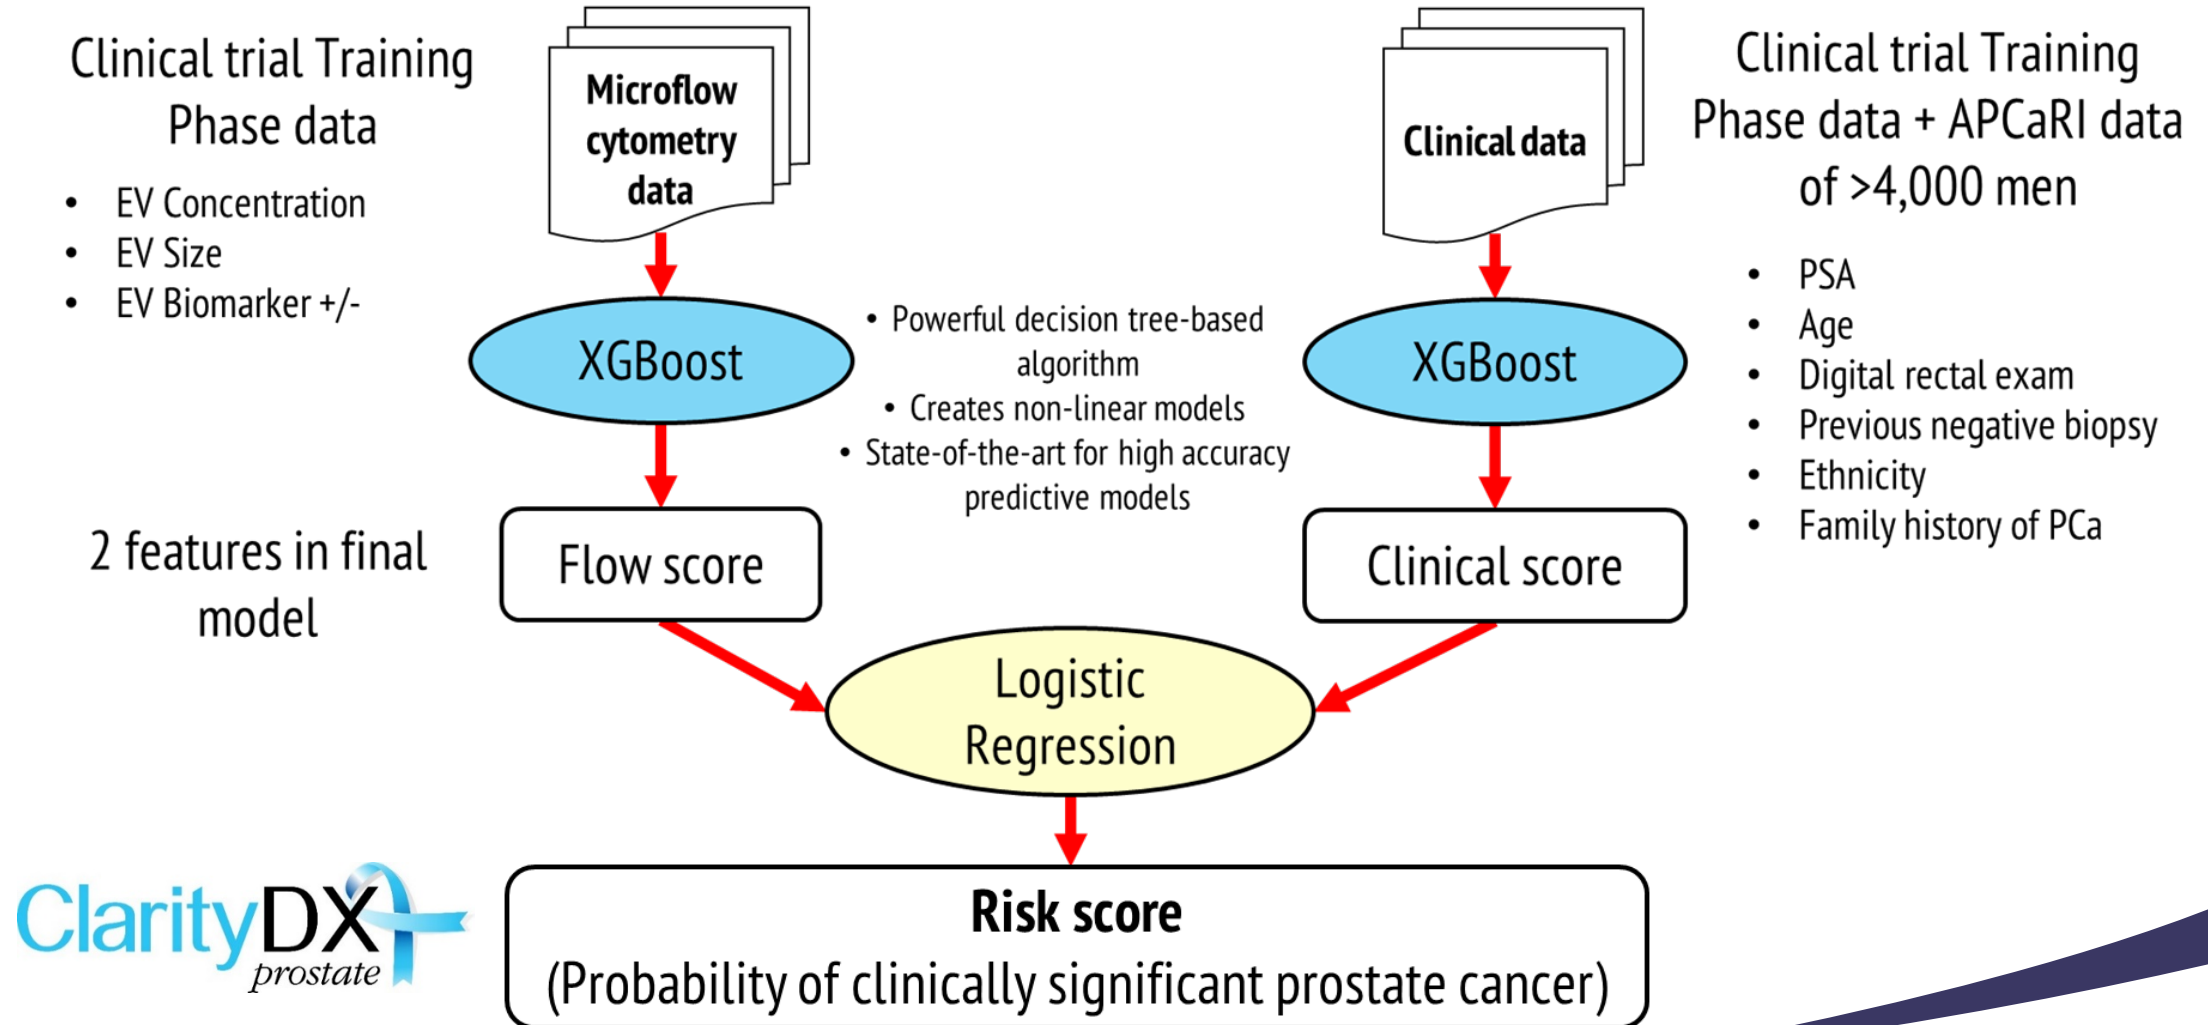 Clinical trial Training
Phase data
• EV Concentration
• EV Size
• EV Biomarker +/-
Microflow
cytometry
data
Clinical data
Clinical trial Training
Phase data + APCaRI data
of >4,000 men
• PSA
• Age
• Digital rectal exam
• Previous negative biopsy
• Ethnicity
• Family history of PCa
XGBoost
• Powerful decision tree-based
algorithm
• Creates non-linear models
• State-of-the-art for high accuracy
predictive models
XGBoost
2 features in final
model
Flow score
Clinical score
Logistic
Regression
ClarityDX
prostate
Risk score
(Probability of clinically significant prostate cancer)